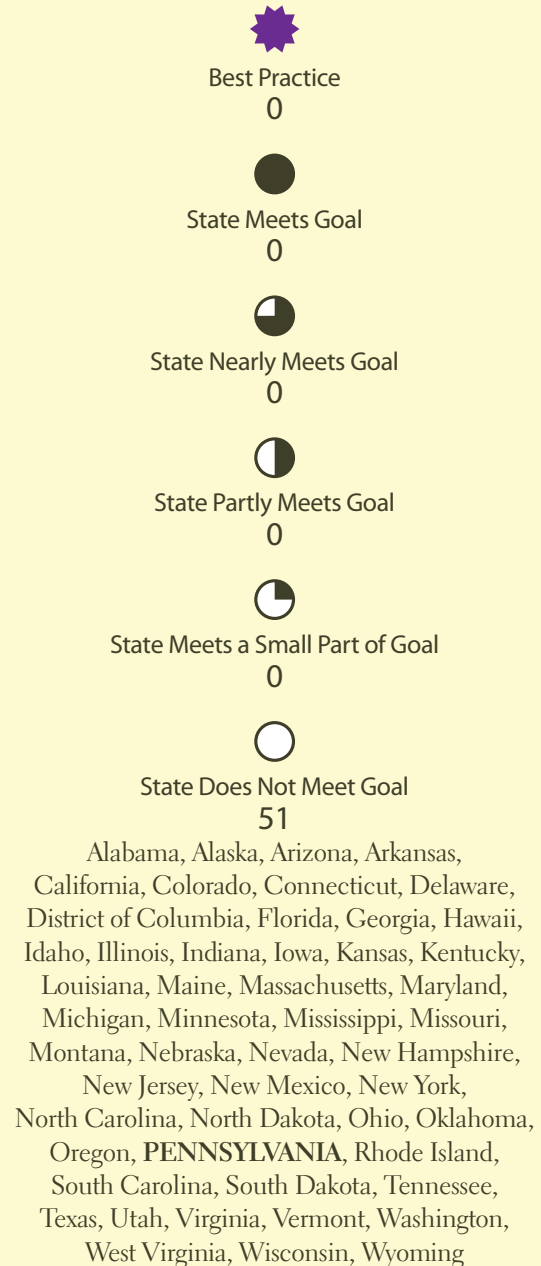 Best Practice
0
State Meets Goal
0
State Nearly Meets Goal
0
State Partly Meets Goal
0
State Meets a Small Part of Goal
0
State Does Not Meet Goal
51
Alabama, Alaska, Arizona, Arkansas,
California, Colorado, Connecticut, Delaware,
District of Columbia, Florida, Georgia, Hawaii,
Idaho, Illinois, Indiana, Iowa, Kansas, Kentucky,
Louisiana, Maine, Massachusetts, Maryland,
Michigan, Minnesota, Mississippi, Missouri,
Montana, Nebraska, Nevada, New Hampshire,
New Jersey, New Mexico, New York,
North Carolina, North Dakota, Ohio, Oklahoma,
Oregon, PENNSYLVANIA, Rhode Island,
South Carolina, South Dakota, Tennessee,
Texas, Utah, Virginia, Vermont, Washington,
West Virginia, Wisconsin, Wyoming